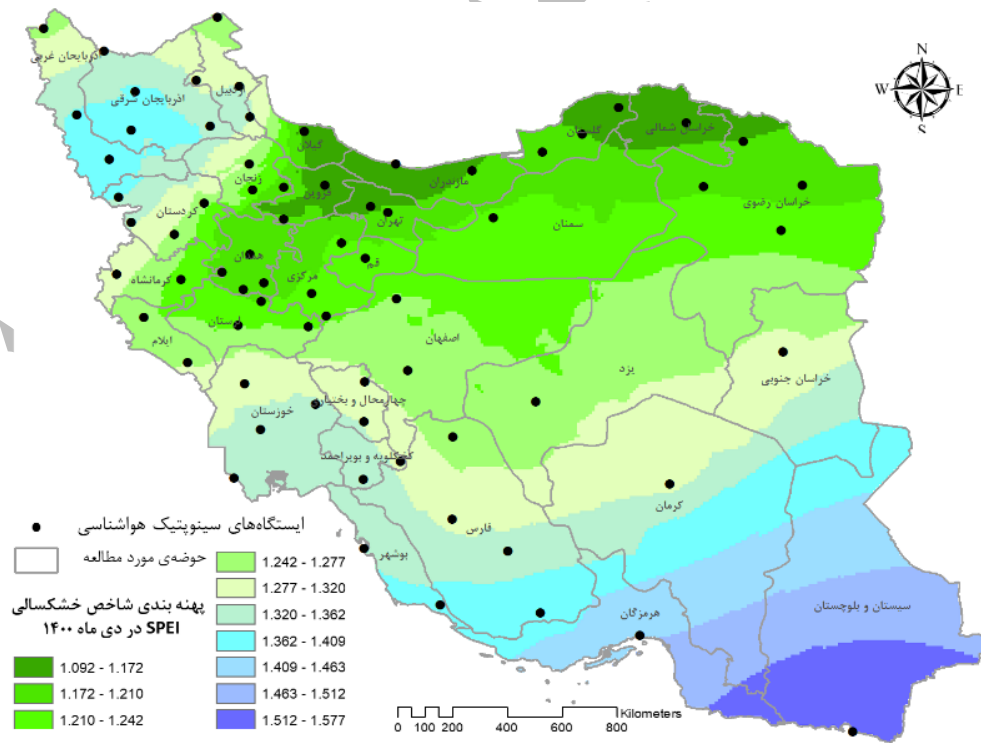 آذربایجان غربی
آذربایجان شرقی
اردبیل
گیلان
زنجان
قزوین
مازندران
گلستان
خراسان شمالی
تهران
سمنان
خراسان رضوی
کردستان
همدان
مرکزی
قم
کرمانشاه
لرستان
ایلام
اصفهان
یزد
خراسان جنوبی
چهارمحال و بختیاری
خوزستان
کهگیلویه و بویراحمد
کرمان
فارس
بوشهر
هرمزگان
سیستان و بلوچستان
N
W
E
S
ایستگاه‌های سینوپتیک هواشناسی
حوضه‌ی مورد مطالعه
پهنه بندی شاخص خشکسالی
SPEI در دی ماه ۱۴۰۰
1.092 - 1.172
1.172 - 1.210
1.210 - 1.242
1.242 - 1.277
1.277 - 1.320
1.320 - 1.362
1.362 - 1.409
1.409 - 1.463
1.463 - 1.512
1.512 - 1.577
0 100 200 400 600 800
Kilometers